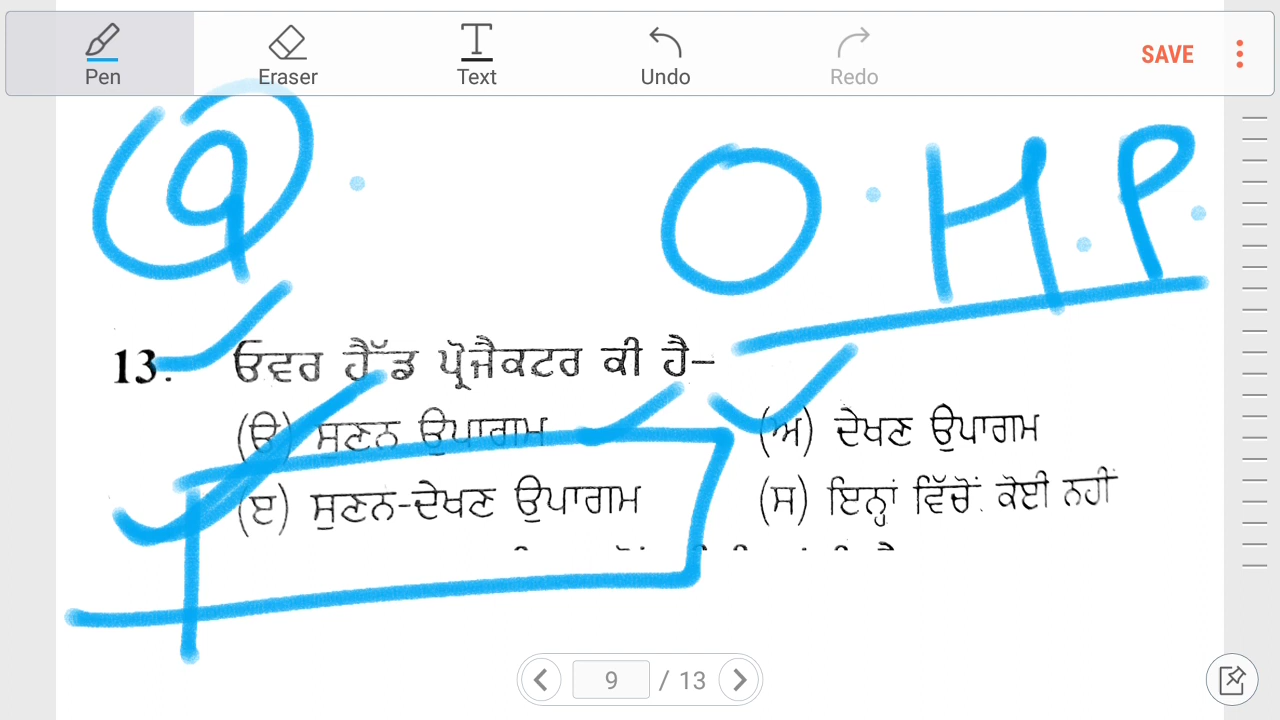 Pen Eraser Text Undo Redo SAVE
Q. O.H.P.
13. ਓਵਰ ਹੈੱਡ ਪ੍ਰੋਜੈਕਟਰ ਕੀ ਹੈ–
(ੳ) ਸੁਣਨ ਉਪਾਗਮ (ਅ) ਦੇਖਣ ਉਪਾਗਮ
(ੲ) ਸੁਣਨ-ਦੇਖਣ ਉਪਾਗਮ (ਸ) ਇਨ੍ਹਾਂ ਵਿੱਚੋਂ ਕੋਈ ਨਹੀਂ
9 / 13